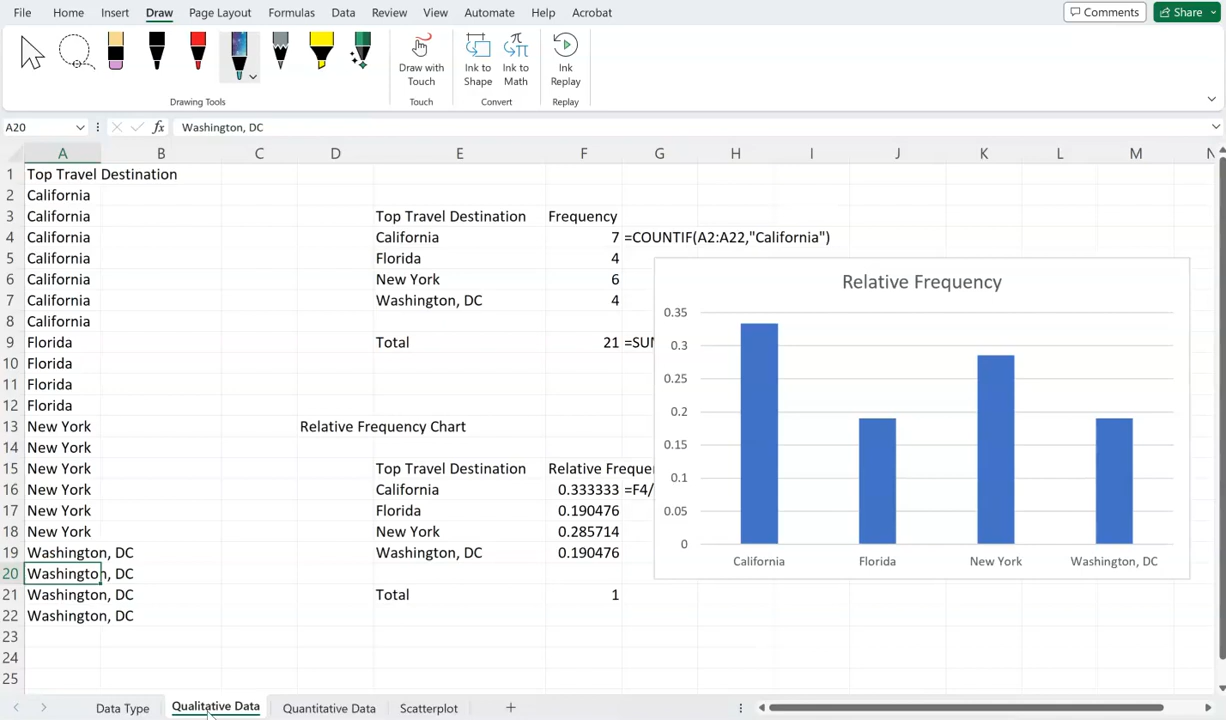 File Home Insert Draw Page Layout Formulas Data Review View Automate Help Acrobat Comments Share
Draw with Touch
Ink to Shape
Ink to Math
Ink Replay
Drawing Tools Touch Convert Replay
A20 fx Washington, DC
A B C D E F G H I J K L M N
1 Top Travel Destination
2 California
3 California Top Travel Destination Frequency
4 California California 7 =COUNTIF(A2:A22,"California")
5 California Florida 4
6 California New York 6
7 California Washington, DC 4
8 California
9 Florida Total 21 =SUM
10 Florida
11 Florida
12 Florida
13 New York Relative Frequency Chart
14 New York
15 New York Top Travel Destination Relative Freque
16 New York California 0.333333 =F4/
17 New York Florida 0.190476
18 New York New York 0.285714
19 Washington, DC Washington, DC 0.190476
20 Washington, DC
21 Washington, DC Total 1
22 Washington, DC
23
24
25
Relative Frequency
0.35
0.3
0.25
0.2
0.15
0.1
0.05
0
California Florida New York Washington, DC
Data Type Qualitative Data Quantitative Data Scatterplot +